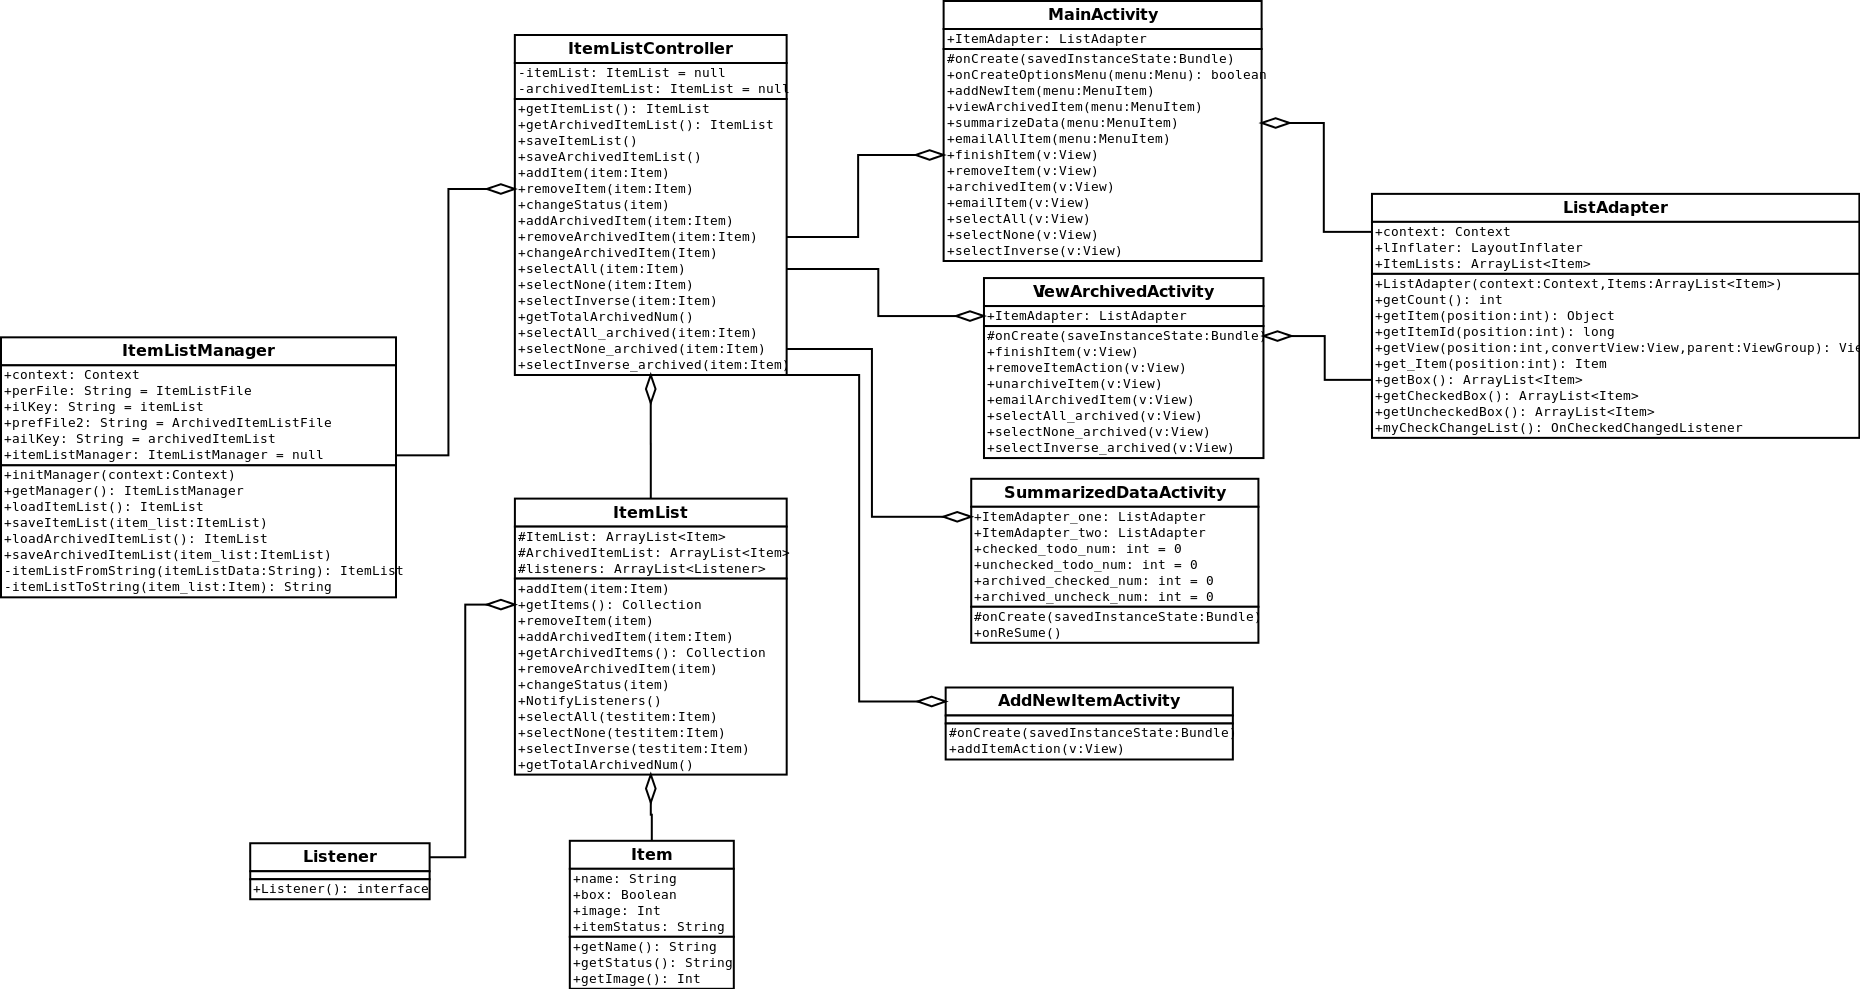 MainActivity
+ItemAdapter: ListAdapter
#onCreate(savedInstanceState:Bundle)
+onCreateOptionsMenu(menu:Menu): boolean
+addNewItem(menu:MenuItem)
+viewArchivedItem(menu:MenuItem)
+summarizeData(menu:MenuItem)
+emailAllItem(menu:MenuItem)
+finishItem(v:View)
+removeItem(v:View)
+archivedItem(v:View)
+emailItem(v:View)
+selectAll(v:View)
+selectNone(v:View)
+selectInverse(v:View)
ItemListController
-itemList: ItemList = null
-archivedItemList: ItemList = null
+getItemList(): ItemList
+getArchivedItemList(): ItemList
+saveItemList()
+saveArchivedItemList()
+addItem(item:Item)
+removeItem(item:Item)
+changeStatus(item)
+addArchivedItem(item:Item)
+removeArchivedItem(item:Item)
+changeArchivedItem(Item)
+selectAll(item:Item)
+selectNone(item:Item)
+selectInverse(item:Item)
+getTotalArchivedNum()
+selectAll_archived(item:Item)
+selectNone_archived(item:Item)
+selectInverse_archived(item:Item)
ListAdapter
+context: Context
+lInflater: LayoutInflater
+ItemLists: ArrayList<Item>
+ListAdapter(context:Context,Items:ArrayList<Item>)
+getCount(): int
+getItem(position:int): Object
+getItemId(position:int): long
+getView(position:int,convertView:View,parent:ViewGroup): Vie
+get_Item(position:int): Item
+getBox(): ArrayList<Item>
+getCheckedBox(): ArrayList<Item>
+getUncheckedBox(): ArrayList<Item>
+myCheckChangeList(): OnCheckedChangedListener
ViewArchivedActivity
+ItemAdapter: ListAdapter
#onCreate(saveInstanceState:Bundle)
+finishItem(v:View)
+removeItemAction(v:View)
+unarchiveItem(v:View)
+emailArchivedItem(v:View)
+selectAll_archived(v:View)
+selectNone_archived(v:View)
+selectInverse_archived(v:View)
ItemListManager
+context: Context
+perFile: String = ItemListFile
+ilKey: String = itemList
+prefFile2: String = ArchivedItemListFile
+ailKey: String = archivedItemList
+itemListManager: ItemListManager = null
+initManager(context:Context)
+getManager(): ItemListManager
+loadItemList(): ItemList
+saveItemList(item_list:ItemList)
+loadArchivedItemList(): ItemList
+saveArchivedItemList(item_list:ItemList)
-itemListFromString(itemListData:String): ItemList
-itemListToString(item_list:Item): String
SummarizedDataActivity
+ItemAdapter_one: ListAdapter
+ItemAdapter_two: ListAdapter
+checked_todo_num: int = 0
+unchecked_todo_num: int = 0
+archived_checked_num: int = 0
+archived_uncheck_num: int = 0
#onCreate(savedInstanceState:Bundle)
+onReSume()
ItemList
#ItemList: ArrayList<Item>
#ArchivedItemList: ArrayList<Item>
#listeners: ArrayList<Listener>
+addItem(item:Item)
+getItems(): Collection
+removeItem(item)
+addArchivedItem(item:Item)
+getArchivedItems(): Collection
+removeArchivedItem(item)
+changeStatus(item)
+NotifyListeners()
+selectAll(testitem:Item)
+selectNone(testitem:Item)
+selectInverse(testitem:Item)
+getTotalArchivedNum()
AddNewItemActivity
#onCreate(savedInstanceState:Bundle)
+addItemAction(v:View)
Listener
+Listener(): interface
Item
+name: String
+box: Boolean
+image: Int
+itemStatus: String
+getName(): String
+getStatus(): String
+getImage(): Int